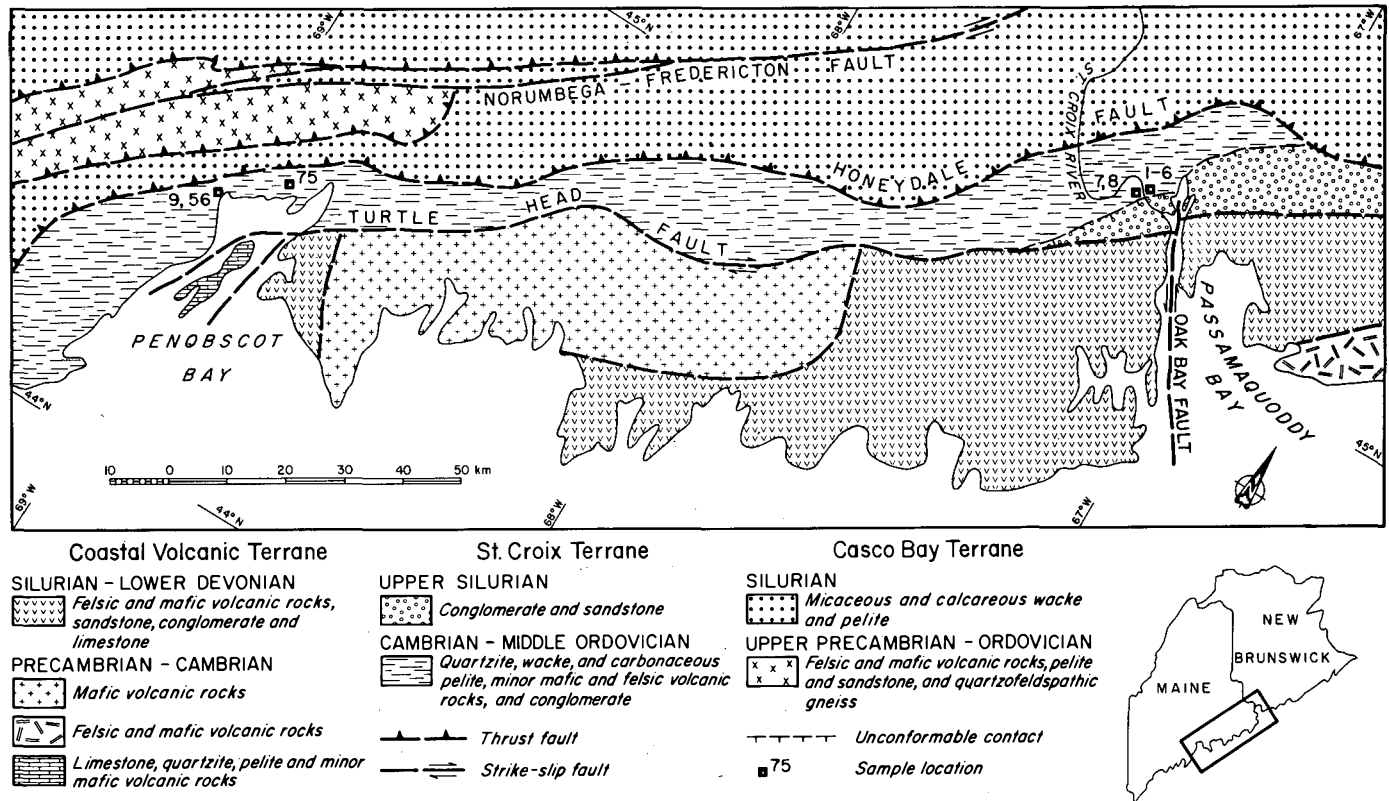 69°W
45°N
68°W
67°W
NORUMBEGA - FREDERICTON FAULT
ST. CROIX RIVER
FAULT
HONEYDALE
75
9,56
7,8
1-6
TURTLE HEAD FAULT
PENOBSCOT BAY
PASSAMAQUODDY BAY
OAK BAY FAULT
44°N
45°N
10 0 10 20 30 40 50 km
69°W
44°N
68°W
67°W
N
Coastal Volcanic Terrane
SILURIAN - LOWER DEVONIAN
Felsic and mafic volcanic rocks,
sandstone, conglomerate and
limestone
PRECAMBRIAN - CAMBRIAN
Mafic volcanic rocks
Felsic and mafic volcanic rocks
Limestone, quartzite, pelite and minor
mafic volcanic rocks
St. Croix Terrane
UPPER SILURIAN
Conglomerate and sandstone
CAMBRIAN - MIDDLE ORDOVICIAN
Quartzite, wacke, and carbonaceous
pelite, minor mafic and felsic volcanic
rocks, and conglomerate
Thrust fault
Strike-slip fault
Casco Bay Terrane
SILURIAN
Micaceous and calcareous wacke
and pelite
UPPER PRECAMBRIAN - ORDOVICIAN
Felsic and mafic volcanic rocks, pelite
and sandstone, and quartzofeldspathic
gneiss
Unconformable contact
75 Sample location
NEW
BRUNSWICK
MAINE